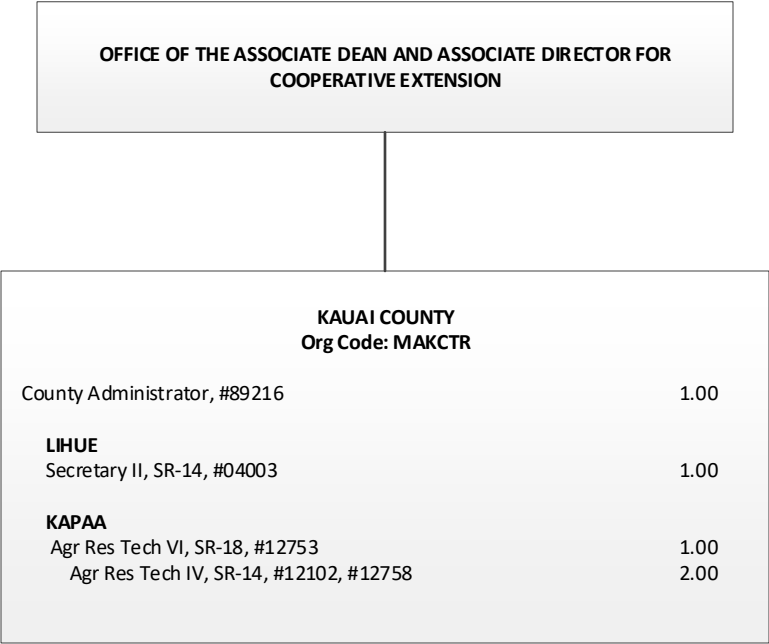 OFFICE OF THE ASSOCIATE DEAN AND ASSOCIATE DIRECTOR FOR
COOPERATIVE EXTENSION
KAUAI COUNTY
Org Code: MAKCTR
County Administrator, #89216 1.00
LIHUE
Secretary II, SR-14, #04003 1.00
KAPAA
Agr Res Tech VI, SR-18, #12753 1.00
Agr Res Tech IV, SR-14, #12102, #12758 2.00